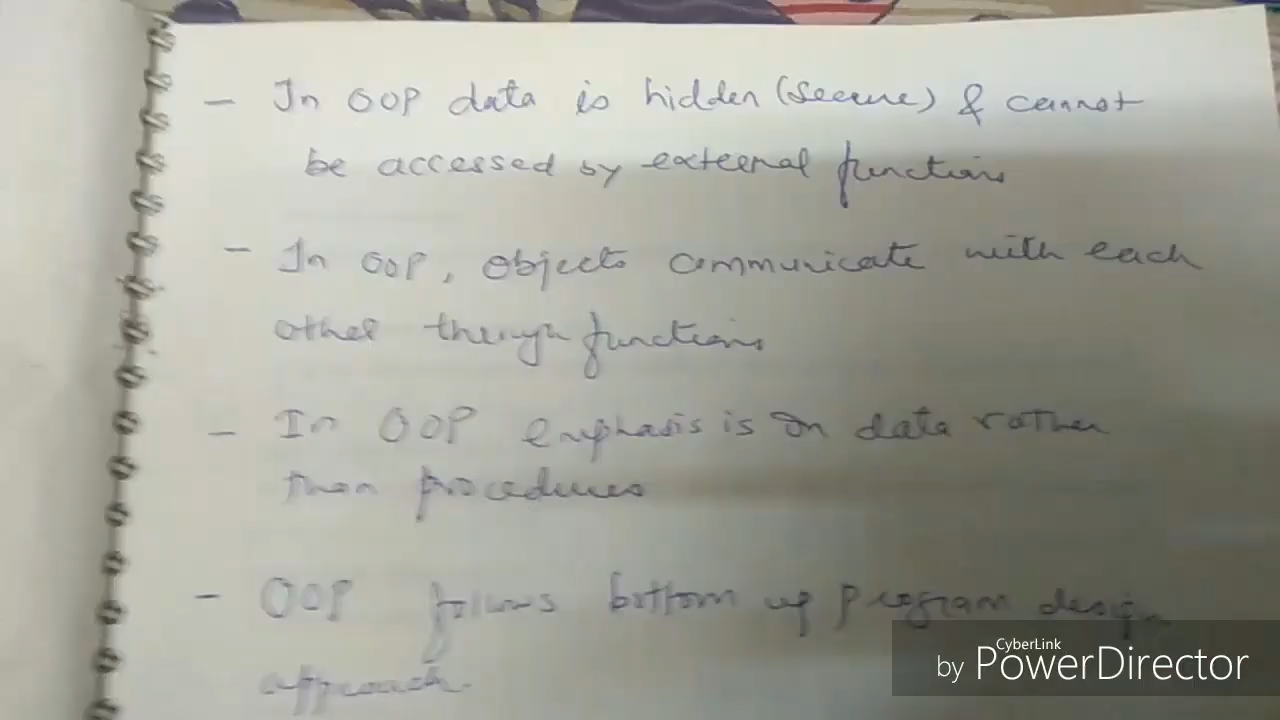 - In OOP data is hidden (secure) & cannot
be accessed by external functions
- In OOP, objects communicate with each
other through functions
- In OOP emphasis is on data rather
than procedures
- OOP follows bottom up program design
approach.
CyberLink
by PowerDirector